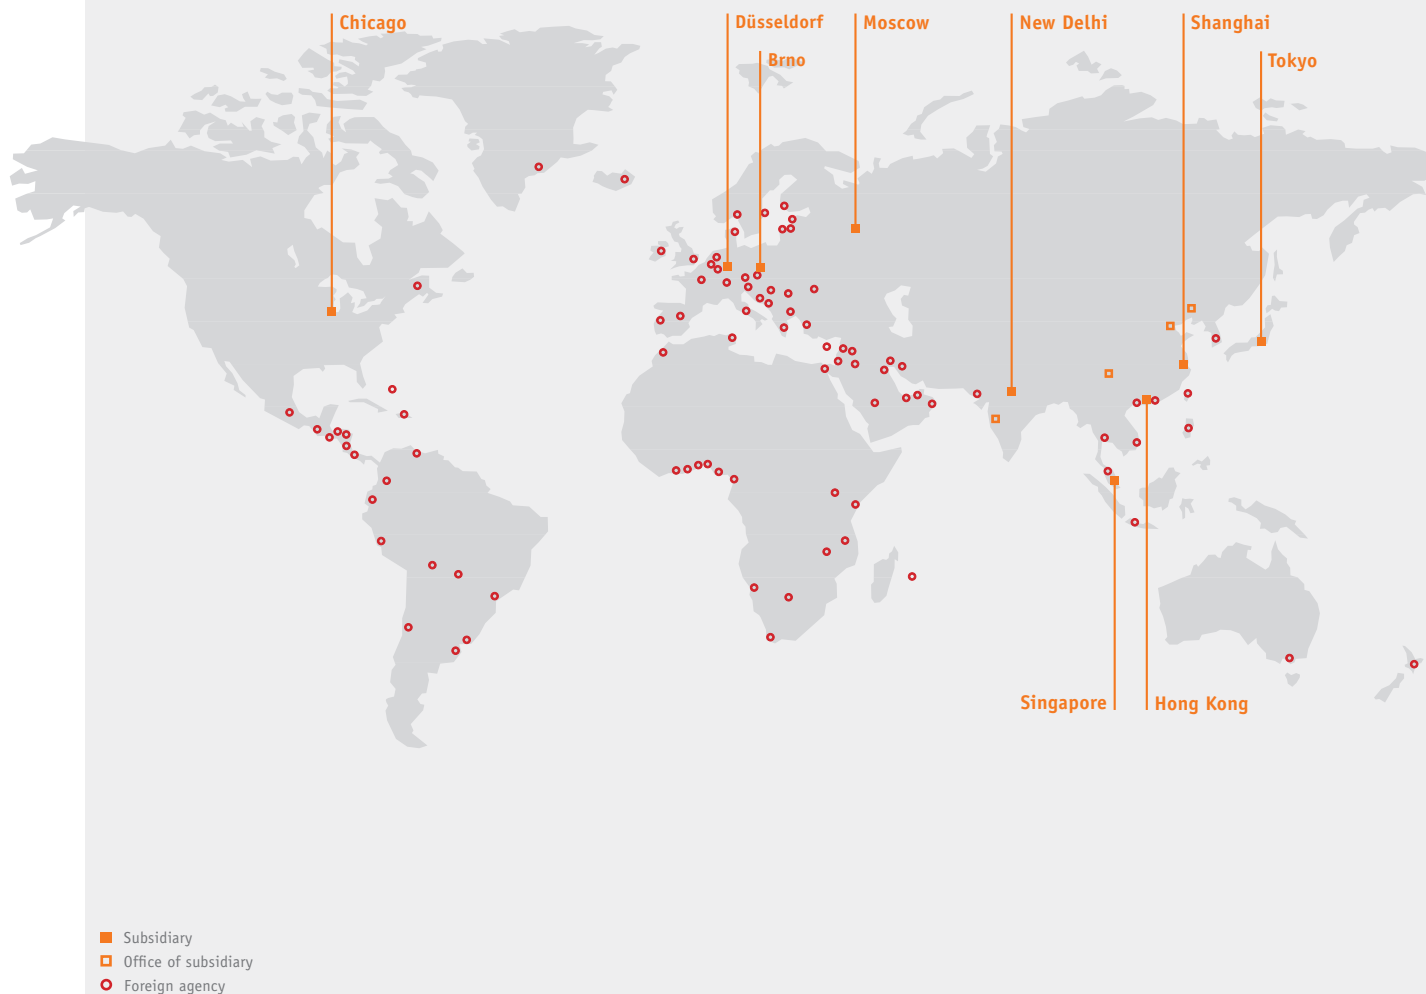 Chicago
Düsseldorf
Moscow
New Delhi
Shanghai
Brno
Tokyo
Singapore
Hong Kong
Subsidiary
Office of subsidiary
Foreign agency